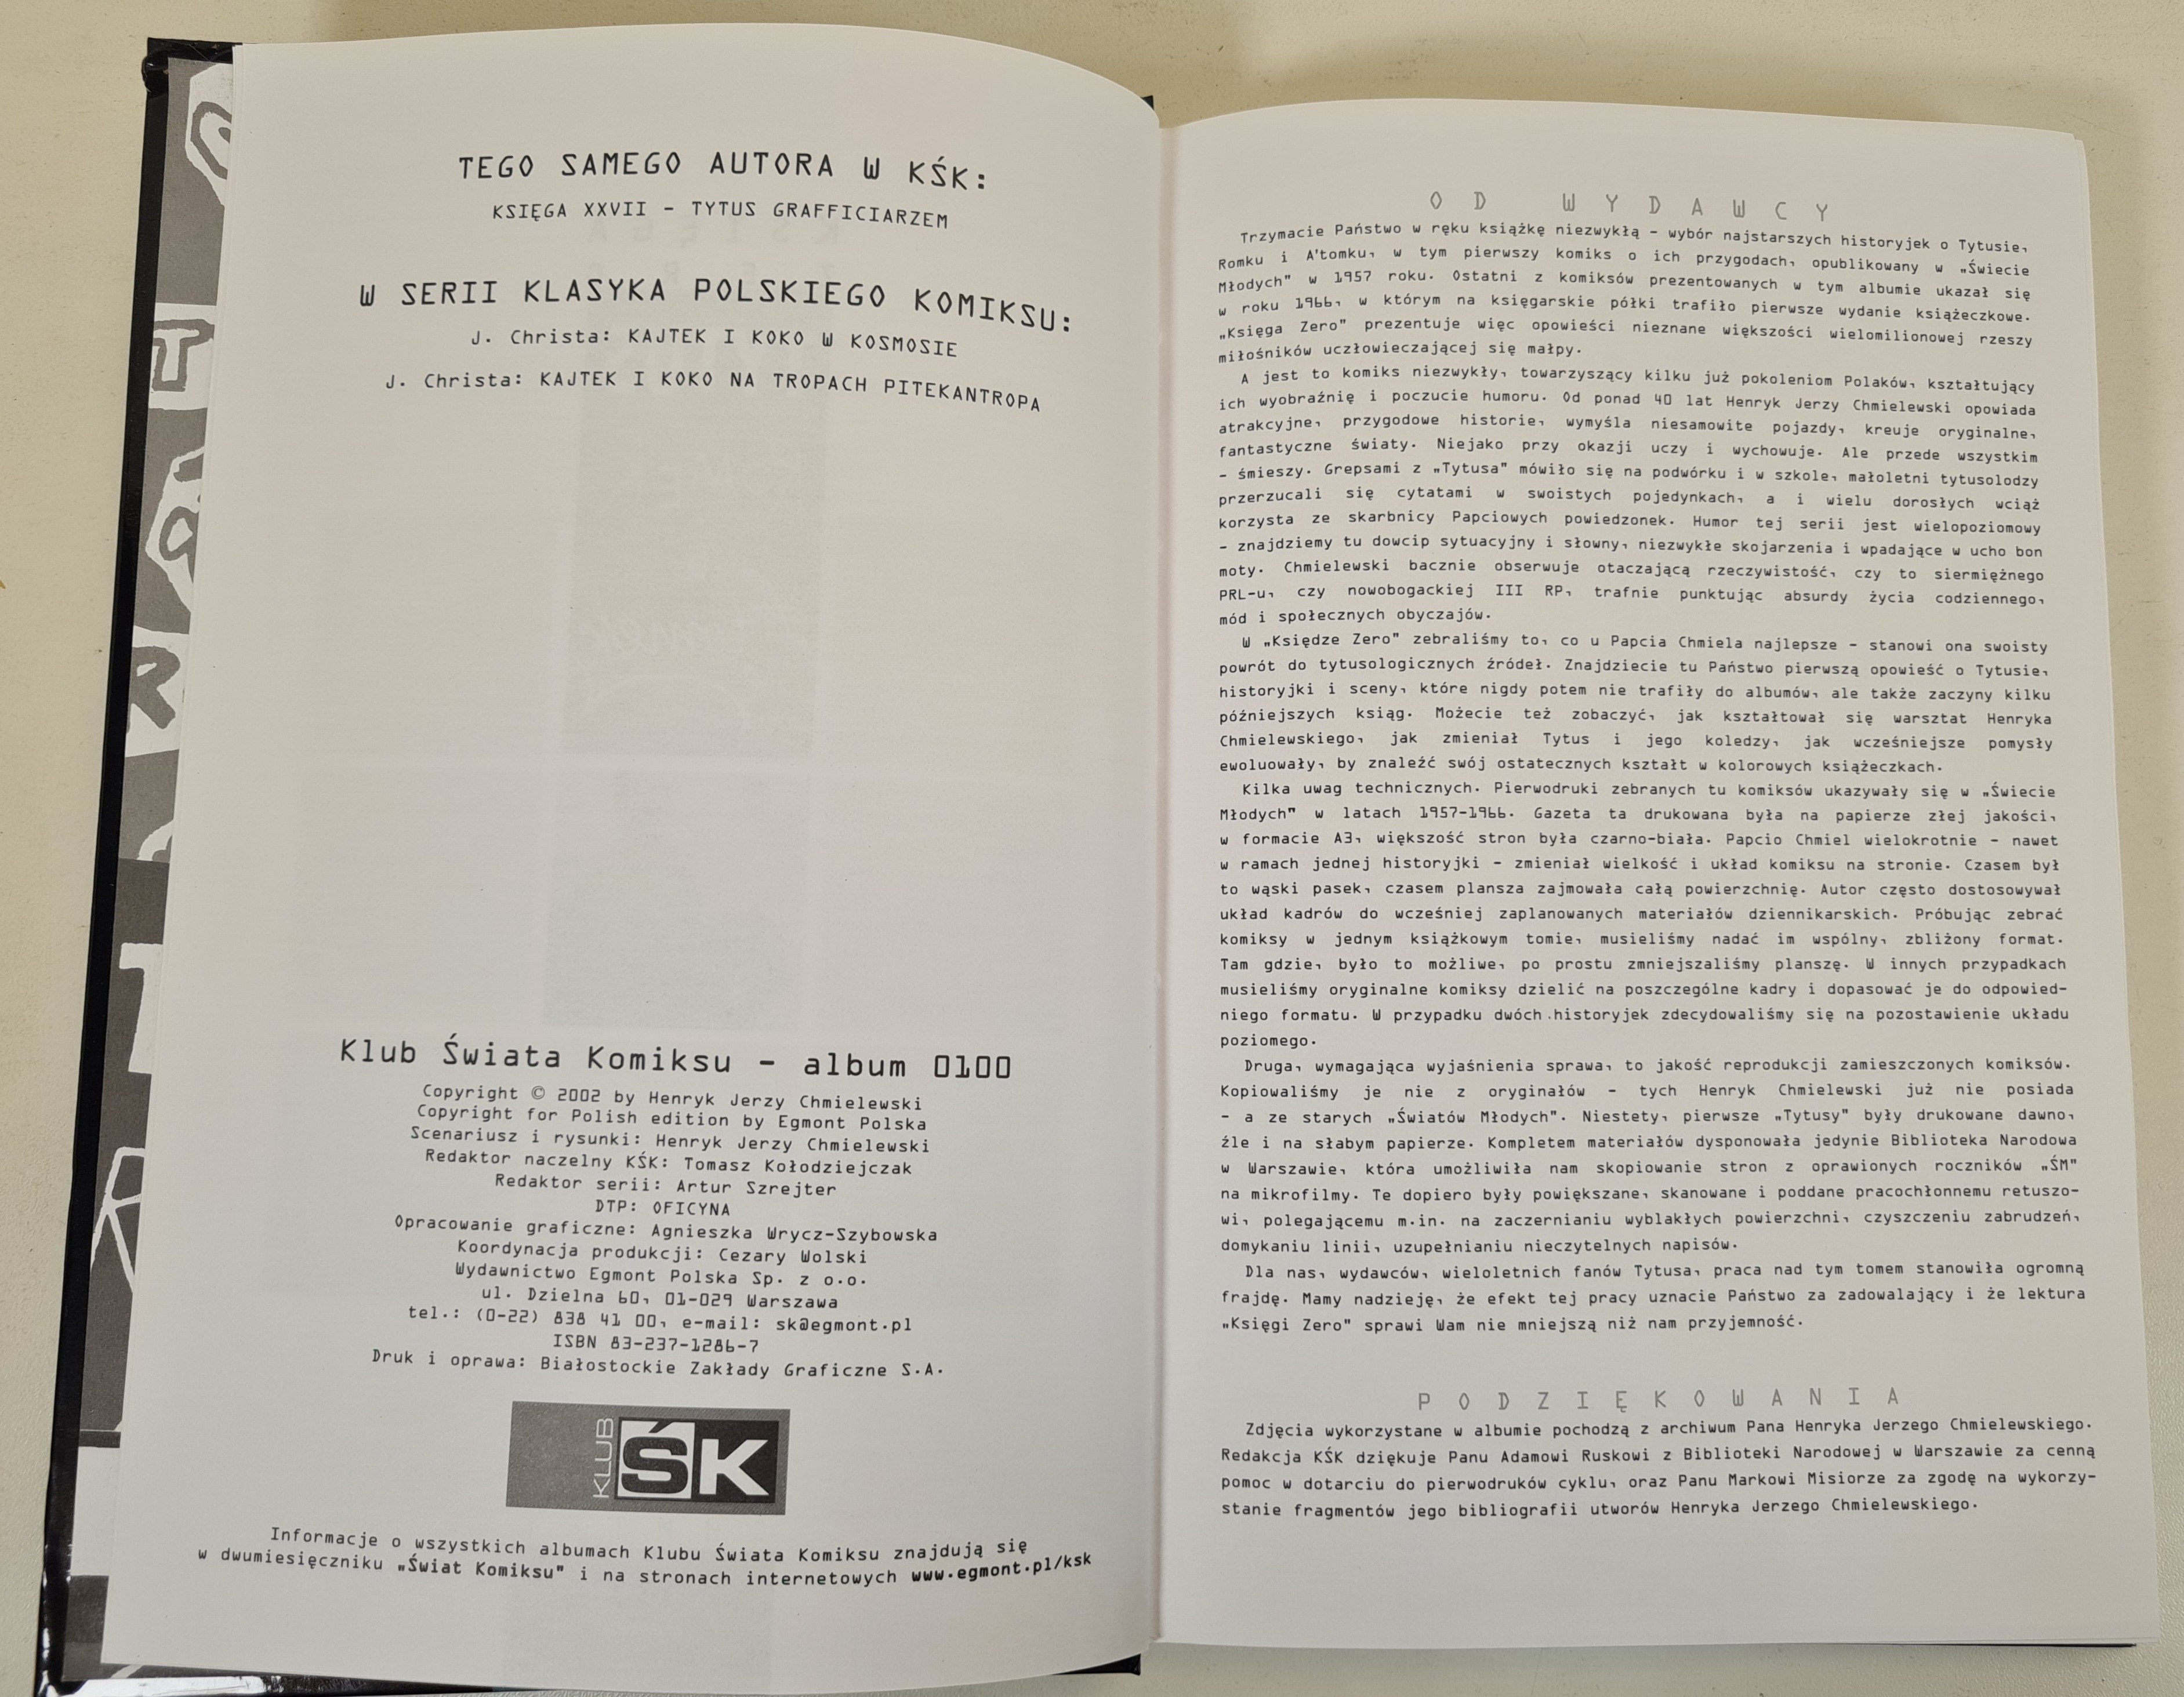 TEGO SAMEGO AUTORA W KŚK:
KSIĘGA XXVII - TYTUS GRAFFICIARZEM
W SERII KLASYKA POLSKIEGO KOMIKSU:
J. Christa: KAJTEK I KOKO W KOSMOSIE
J. Christa: KAJTEK I KOKO NA TROPACH PITEKANTROPA
Klub Świata Komiksu - album 0100
Copyright © 2002 by Henryk Jerzy Chmielewski
Copyright for Polish edition by Egmont Polska
Scenariusz i rysunki: Henryk Jerzy Chmielewski
Redaktor naczelny KŚK: Tomasz Kołodziejczak
Redaktor serii: Artur Szrejter
DTP: OFICYNA
Opracowanie graficzne: Agnieszka Wrycz-Szybowska
Koordynacja produkcji: Cezary Wolski
Wydawnictwo Egmont Polska Sp. z o.o.
ul. Dzielna 60, 01-029 Warszawa
tel.: (0-22) 838 41 00, e-mail: sk@egmont.pl
ISBN 83-237-1286-7
Druk i oprawa: Białostockie Zakłady Graficzne S.A.
KLUB ŚK
Informacje o wszystkich albumach Klubu Świata Komiksu znajdują się
w dwumiesięczniku „Świat Komiksu" i na stronach internetowych www.egmont.pl/ksk
OD WYDAWCY
Trzymacie Państwo w ręku książkę niezwykłą - wybór najstarszych historyjek o Tytusie,
Romku i A'tomku, w tym pierwszy komiks o ich przygodach, opublikowany w „Świecie
Młodych" w 1957 roku. Ostatni z komiksów prezentowanych w tym albumie ukazał się
w roku 1966, w którym na księgarskie półki trafiło pierwsze wydanie książeczkowe.
„Księga Zero" prezentuje więc opowieści nieznane większości wielomilionowej rzeszy
miłośników uczłowieczającej się małpy.
A jest to komiks niezwykły, towarzyszący kilku już pokoleniom Polaków, kształtujący
ich wyobraźnię i poczucie humoru. Od ponad 40 lat Henryk Jerzy Chmielewski opowiada
atrakcyjne, przygodowe historie, wymyśla niesamowite pojazdy, kreuje oryginalne,
fantastyczne światy. Niejako przy okazji uczy i wychowuje. Ale przede wszystkim
- śmieszy. Grepsami z „Tytusa" mówiło się na podwórku i w szkole, małoletni tytusolodzy
przerzucali się cytatami w swoistych pojedynkach, a i wielu dorosłych wciąż
korzysta ze skarbnicy Papciowych powiedzonek. Humor tej serii jest wielopoziomowy
- znajdziemy tu dowcip sytuacyjny i słowny, niezwykłe skojarzenia i wpadające w ucho bon
moty. Chmielewski bacznie obserwuje otaczającą rzeczywistość, czy to siermiężnego
PRL-u, czy nowobogackiej III RP, trafnie punktując absurdy życia codziennego,
mód i społecznych obyczajów.
W „Księdze Zero" zebraliśmy to, co u Papcia Chmiela najlepsze - stanowi ona swoisty
powrót do tytusologicznych źródeł. Znajdziecie tu Państwo pierwszą opowieść o Tytusie,
historyjki i sceny, które nigdy potem nie trafiły do albumów, ale także zaczyny kilku
późniejszych ksiąg. Możecie też zobaczyć, jak kształtował się warsztat Henryka
Chmielewskiego, jak zmieniał Tytus i jego koledzy, jak wcześniejsze pomysły
ewoluowały, by znaleźć swój ostatecznych kształt w kolorowych książeczkach.
Kilka uwag technicznych. Pierwodruki zebranych tu komiksów ukazywały się w „Świecie
Młodych" w latach 1957-1966. Gazeta ta drukowana była na papierze złej jakości,
w formacie A3, większość stron była czarno-biała. Papcio Chmiel wielokrotnie - nawet
w ramach jednej historyjki - zmieniał wielkość i układ komiksu na stronie. Czasem był
to wąski pasek, czasem plansza zajmowała całą powierzchnię. Autor często dostosowywał
układ kadrów do wcześniej zaplanowanych materiałów dziennikarskich. Próbując zebrać
komiksy w jednym książkowym tomie, musieliśmy nadać im wspólny, zbliżony format.
Tam gdzie, było to możliwe, po prostu zmniejszaliśmy planszę. W innych przypadkach
musieliśmy oryginalne komiksy dzielić na poszczególne kadry i dopasować je do odpowied-
niego formatu. W przypadku dwóch historyjek zdecydowaliśmy się na pozostawienie układu
poziomego.
Druga, wymagająca wyjaśnienia sprawa, to jakość reprodukcji zamieszczonych komiksów.
Kopiowaliśmy je nie z oryginałów - tych Henryk Chmielewski już nie posiada
- a ze starych „Światów Młodych". Niestety, pierwsze „Tytusy" były drukowane dawno,
źle i na słabym papierze. Kompletem materiałów dysponowała jedynie Biblioteka Narodowa
w Warszawie, która umożliwiła nam skopiowanie stron z oprawionych roczników „ŚM"
na mikrofilmy. Te dopiero były powiększane, skanowane i poddane pracochłonnemu retuszo-
wi, polegającemu m.in. na zaczernianiu wyblakłych powierzchni, czyszczeniu zabrudzeń,
domykaniu linii, uzupełnianiu nieczytelnych napisów.
Dla nas, wydawców, wieloletnich fanów Tytusa, praca nad tym tomem stanowiła ogromną
frajdę. Mamy nadzieję, że efekt tej pracy uznacie Państwo za zadowalający i że lektura
„Księgi Zero" sprawi Wam nie mniejszą niż nam przyjemność.
PODZIĘKOWANIA
Zdjęcia wykorzystane w albumie pochodzą z archiwum Pana Henryka Jerzego Chmielewskiego.
Redakcja KŚK dziękuje Panu Adamowi Ruskowi z Biblioteki Narodowej w Warszawie za cenną
pomoc w dotarciu do pierwodruków cyklu, oraz Panu Markowi Misiorze za zgodę na wykorzy-
stanie fragmentów jego bibliografii utworów Henryka Jerzego Chmielewskiego.